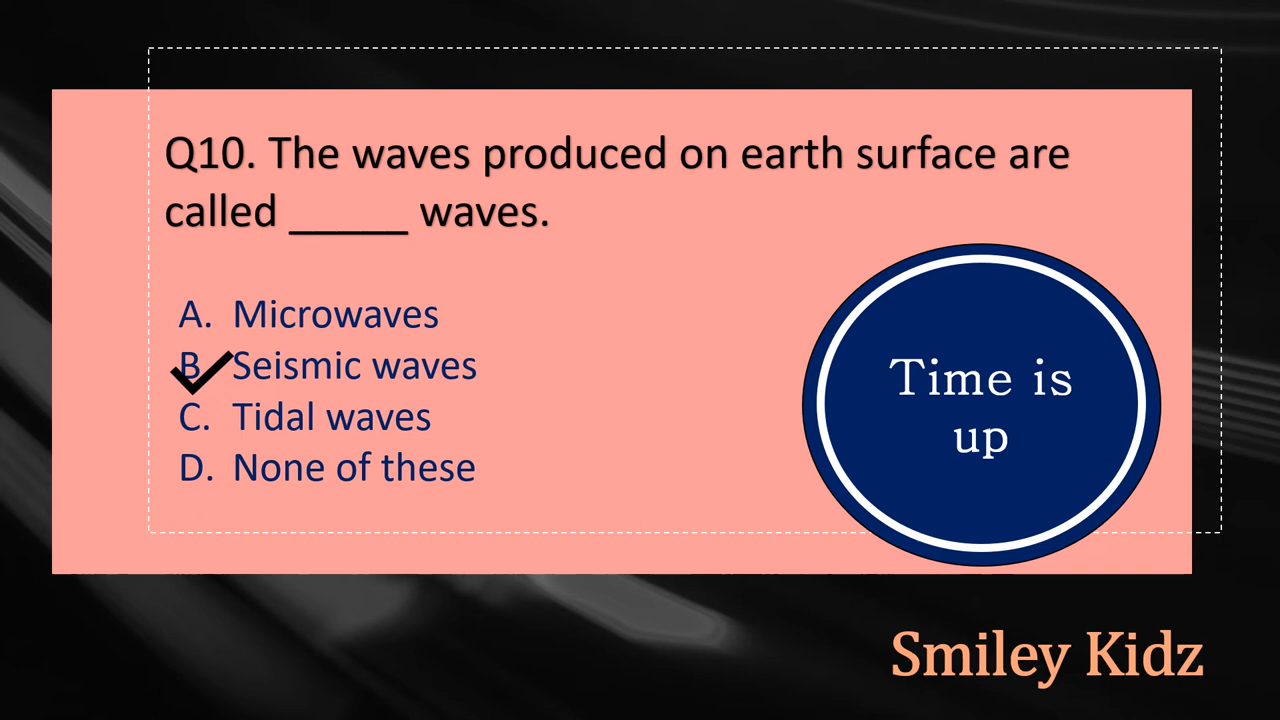 Q10. The waves produced on earth surface are
called _____ waves.
A. Microwaves
B. Seismic waves
C. Tidal waves
D. None of these
Time is
up
Smiley Kidz